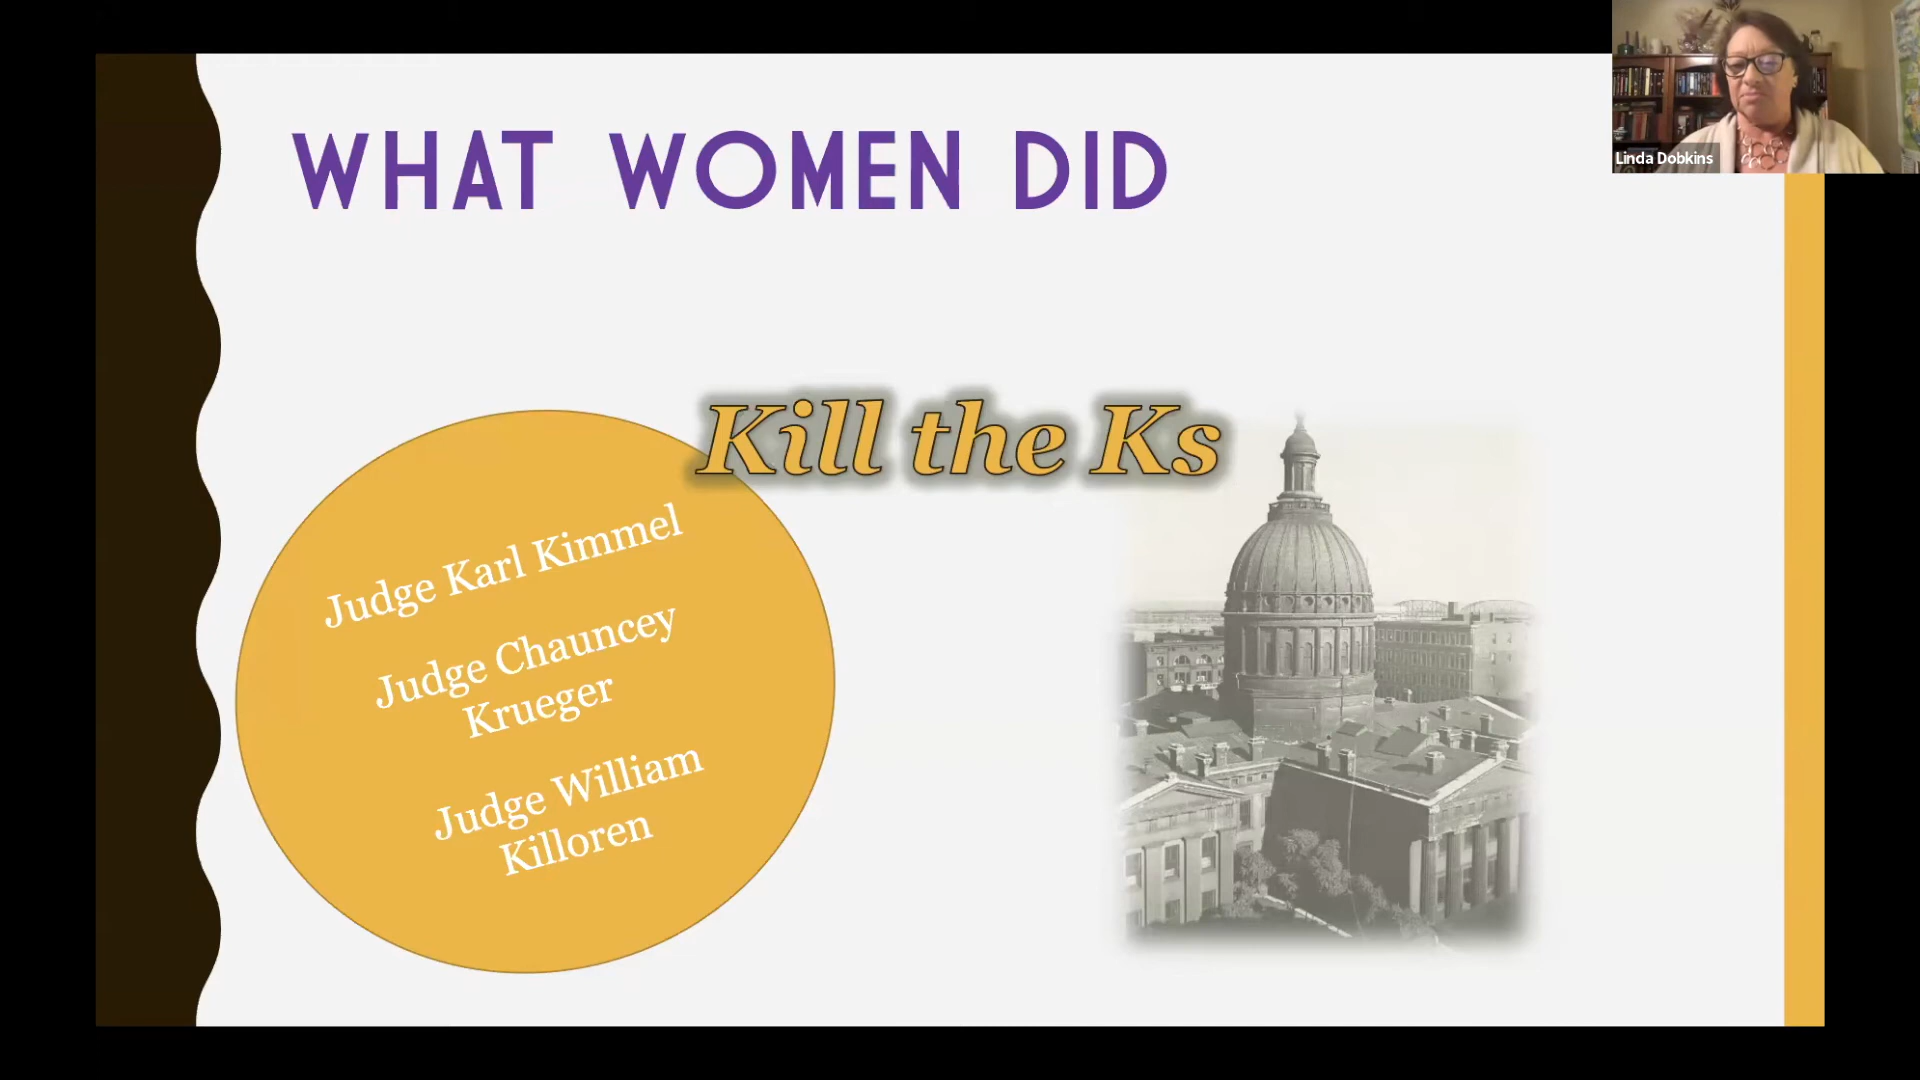 WHAT WOMEN DID
Linda Dobkins
Kill the Ks
Judge Karl Kimmel
Judge Chauncey
Krueger
Judge William
Killoren